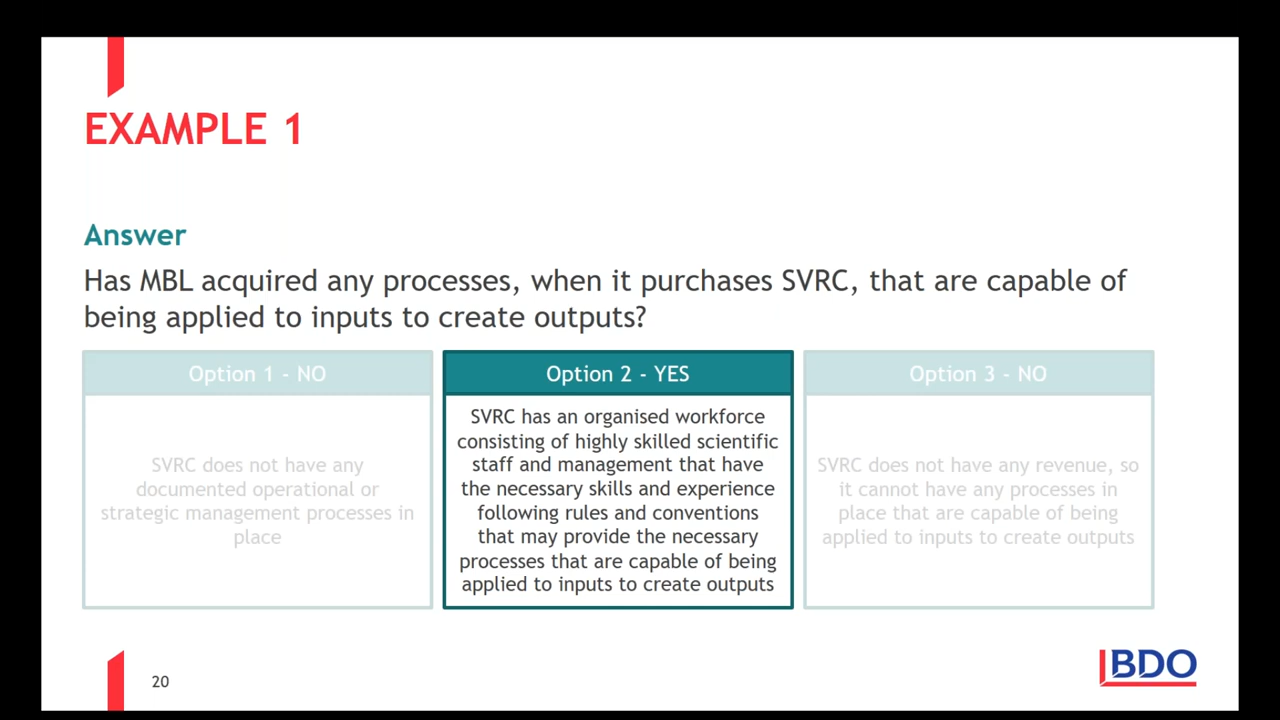 EXAMPLE 1
Answer
Has MBL acquired any processes, when it purchases SVRC, that are capable of
being applied to inputs to create outputs?
Option 1 - NO
SVRC does not have any
documented operational or
strategic management processes in
place
Option 2 - YES
SVRC has an organised workforce
consisting of highly skilled scientific
staff and management that have
the necessary skills and experience
following rules and conventions
that may provide the necessary
processes that are capable of being
applied to inputs to create outputs
Option 3 - NO
SVRC does not have any revenue, so
it cannot have any processes in
place that are capable of being
applied to inputs to create outputs
20
BDO